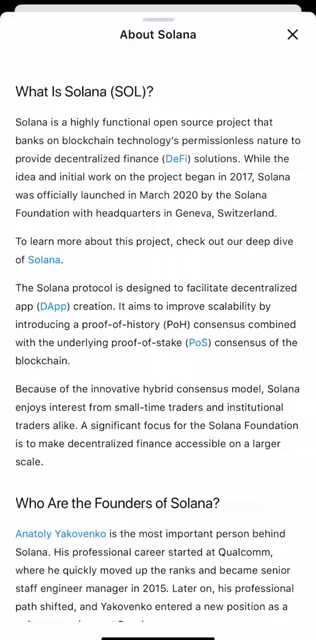 About Solana
What Is Solana (SOL)?
Solana is a highly functional open source project that
banks on blockchain technology's permissionless nature to
provide decentralized finance (DeFi) solutions. While the
idea and initial work on the project began in 2017, Solana
was officially launched in March 2020 by the Solana
Foundation with headquarters in Geneva, Switzerland.
To learn more about this project, check out our deep dive
of Solana.
The Solana protocol is designed to facilitate decentralized
app (DApp) creation. It aims to improve scalability by
introducing a proof-of-history (PoH) consensus combined
with the underlying proof-of-stake (PoS) consensus of the
blockchain.
Because of the innovative hybrid consensus model, Solana
enjoys interest from small-time traders and institutional
traders alike. A significant focus for the Solana Foundation
is to make decentralized finance accessible on a larger
scale.
Who Are the Founders of Solana?
Anatoly Yakovenko is the most important person behind
Solana. His professional career started at Qualcomm,
where he quickly moved up the ranks and became senior
staff engineer manager in 2015. Later on, his professional
path shifted, and Yakovenko entered a new position as a